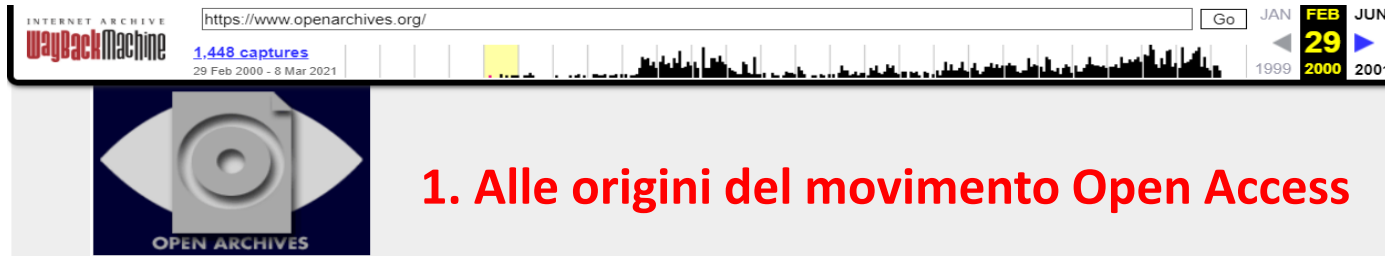 INTERNET ARCHIVE
WayBackMachine
https://www.openarchives.org/
Go
JAN FEB JUN
1,448 captures
29
29 Feb 2000 - 8 Mar 2021
1999 2000 2001
1. Alle origini del movimento Open Access
OPEN ARCHIVES